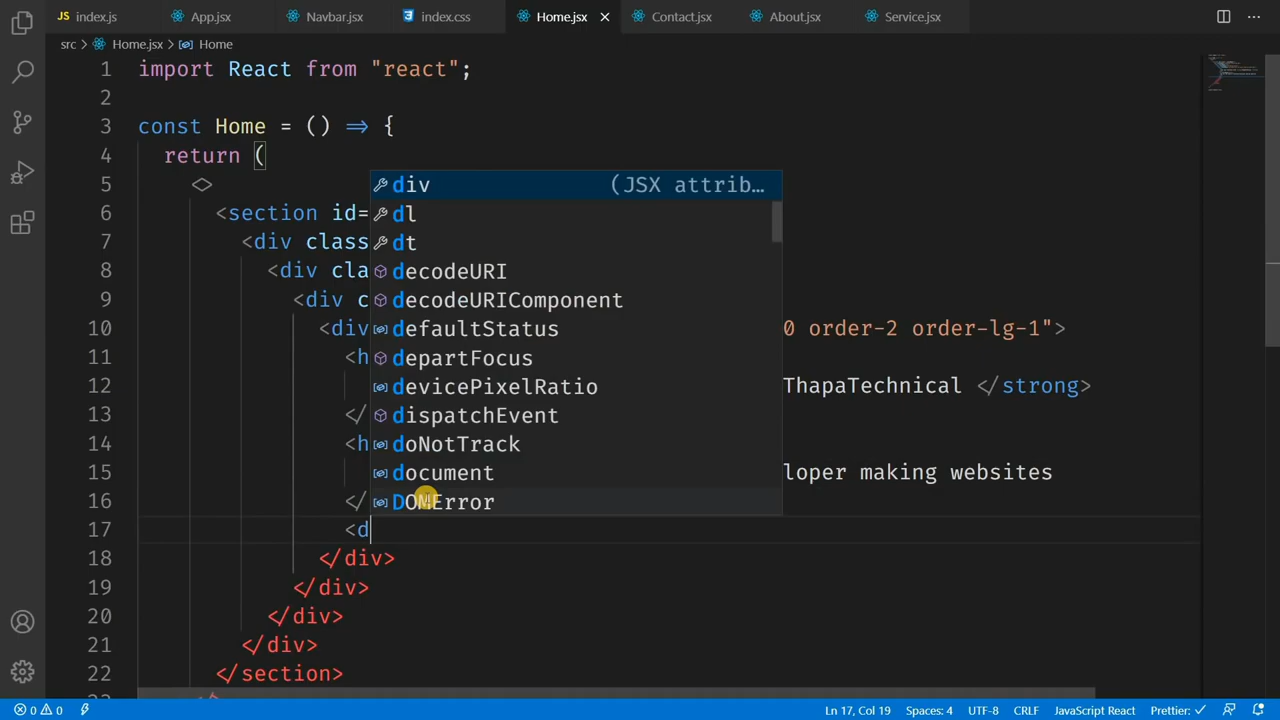 index.js App.jsx Navbar.jsx index.css Home.jsx Contact.jsx About.jsx Service.jsx
src > Home.jsx > Home
1 import React from "react";
2
3 const Home = () => {
4 return (
5 <>
6 <section id=
7 <div class
8 <div cla
9 <div c
10 <div 0 order-2 order-lg-1">
11 <h
12 ThapaTechnical </strong>
13 </
14 <h
15 loper making websites
16 </
17 <d
18 </div>
19 </div>
20 </div>
21 </div>
22 </section>
div (JSX attrib...
dl
dt
decodeURI
decodeURIComponent
defaultStatus
departFocus
devicePixelRatio
dispatchEvent
doNotTrack
document
DOMError
0 0 Ln 17, Col 19 Spaces: 4 UTF-8 CRLF JavaScript React Prettier: ✓